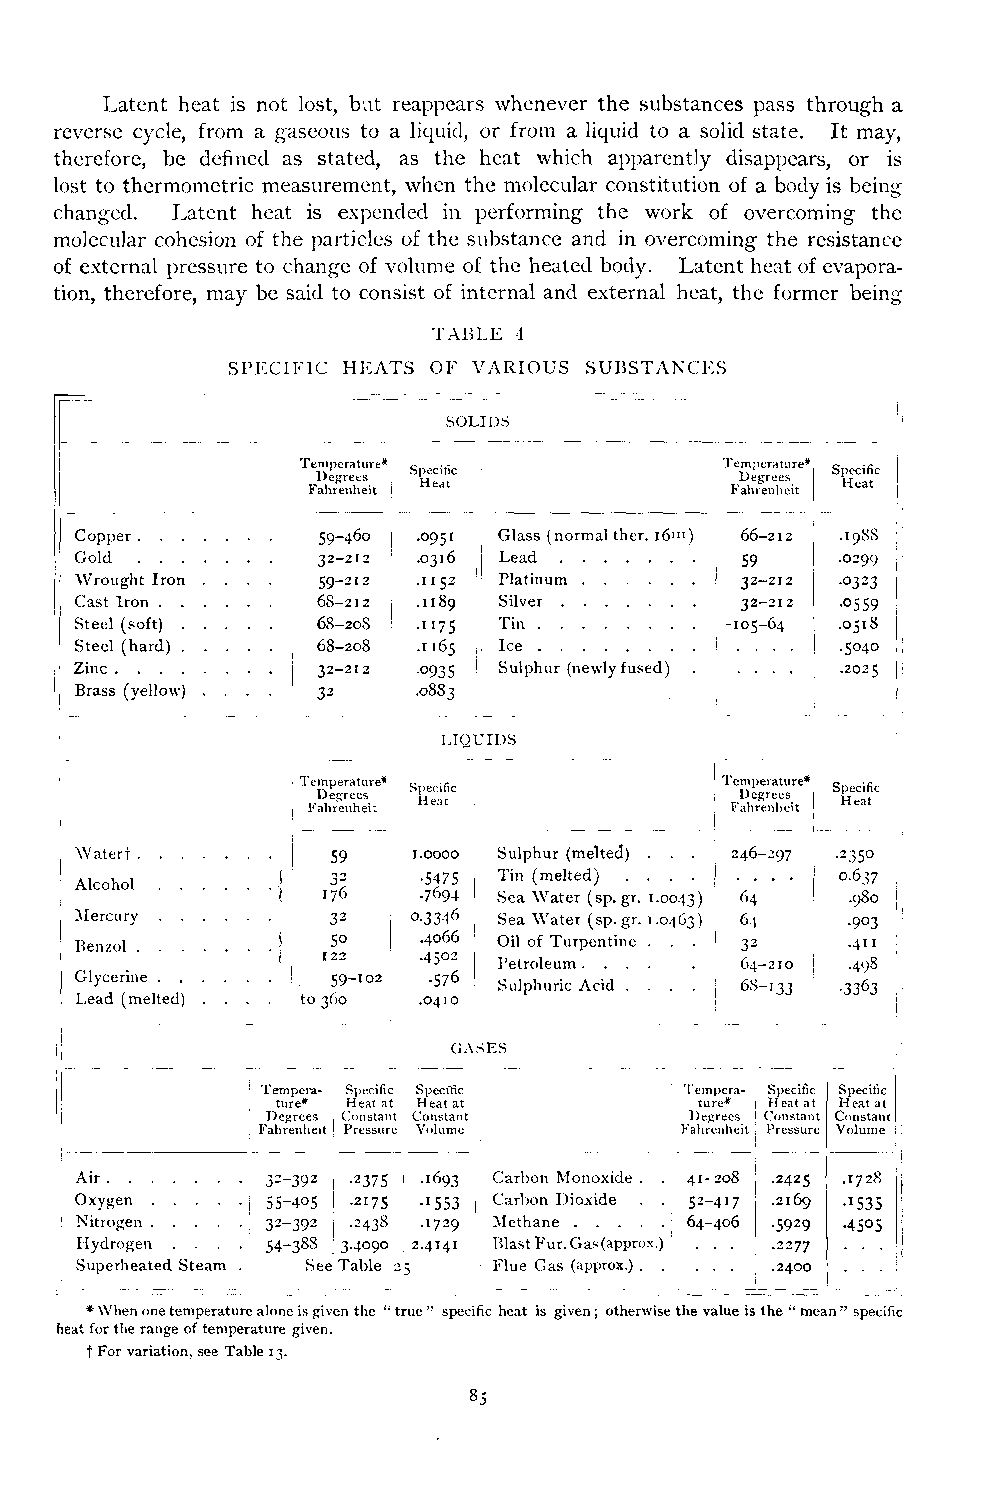 Latent heat is not lost, but reappears whenever the substances pass through a
reverse cycle, from a gaseous to a liquid, or from a liquid to a solid state. It may,
therefore, be defined as stated, as the heat which apparently disappears, or is
lost to thermometric measurement, when the molecular constitution of a body is being
changed. Latent heat is expended in performing the work of overcoming the
molecular cohesion of the particles of the substance and in overcoming the resistance
of external pressure to change of volume of the heated body. Latent heat of evapora-
tion, therefore, may be said to consist of internal and external heat, the former being
TABLE 4
SPECIFIC HEATS OF VARIOUS SUBSTANCES
SOLIDS
Temperature* Degrees Fahrenheit Specific Heat Temperature* Degrees Fahrenheit Specific Heat
Copper . . . . . . . 59–460 .0951 Glass (normal ther. 16III) 66–212 .1988
Gold . . . . . . . 32–212 .0316 Lead . . . . . . . 59 .0299
Wrought Iron . . . . 59–212 .1152 Platinum . . . . . . 32–212 .0323
Cast Iron . . . . . . 68–212 .1189 Silver . . . . . . . 32–212 .0559
Steel (soft) . . . . . 68–208 .1175 Tin . . . . . . . . -105–64 .0518
Steel (hard) . . . . . 68–208 .1165 Ice . . . . . . . . . . . . .5040
Zinc . . . . . . . . 32–212 .0935 Sulphur (newly fused) . . . . . .2025
Brass (yellow) . . . . 32 .0883
LIQUIDS
Temperature* Degrees Fahrenheit Specific Heat Temperature* Degrees Fahrenheit Specific Heat
Water† . . . . . . . 59 1.0000 Sulphur (melted) . . . 246–297 .2350
Alcohol . . . . . . { 32 .5475 Tin (melted) . . . . . . . . 0.637
176 .7694 Sea Water (sp. gr. 1.0043) 64 .980
Mercury . . . . . . 32 0.3346 Sea Water (sp. gr. 1.0463) 64 .903
Benzol . . . . . . . { 50 .4066 Oil of Turpentine . . . 32 .411
122 .4502 Petroleum . . . . . 64–210 .498
Glycerine . . . . . . 59–102 .576 Sulphuric Acid . . . . 68–133 .3363
Lead (melted) . . . . to 360 .0410
GASES
Tempera- Specific Specific Tempera- Specific Specific
ture* Heat at Heat at ture* Heat at Heat at
Degrees Constant Constant Degrees Constant Constant
Fahrenheit Pressure Volume Fahrenheit Pressure Volume
Air . . . . . . . 32–392 .2375 .1693 Carbon Monoxide . . 41-208 .2425 .1728
Oxygen . . . . . 55–405 .2175 .1553 Carbon Dioxide . . 52–417 .2169 .1535
Nitrogen . . . . . 32–392 .2438 .1729 Methane . . . . . 64–406 .5929 .4505
Hydrogen . . . . 54–388 3.4090 2.4141 Blast Fur. Gas (approx.) . . . .2277 . . .
Superheated Steam . See Table 25 Flue Gas (approx.) . . . . . .2400 . . .
* When one temperature alone is given the "true" specific heat is given; otherwise the value is the "mean" specific
heat for the range of temperature given.
† For variation, see Table 13.
85